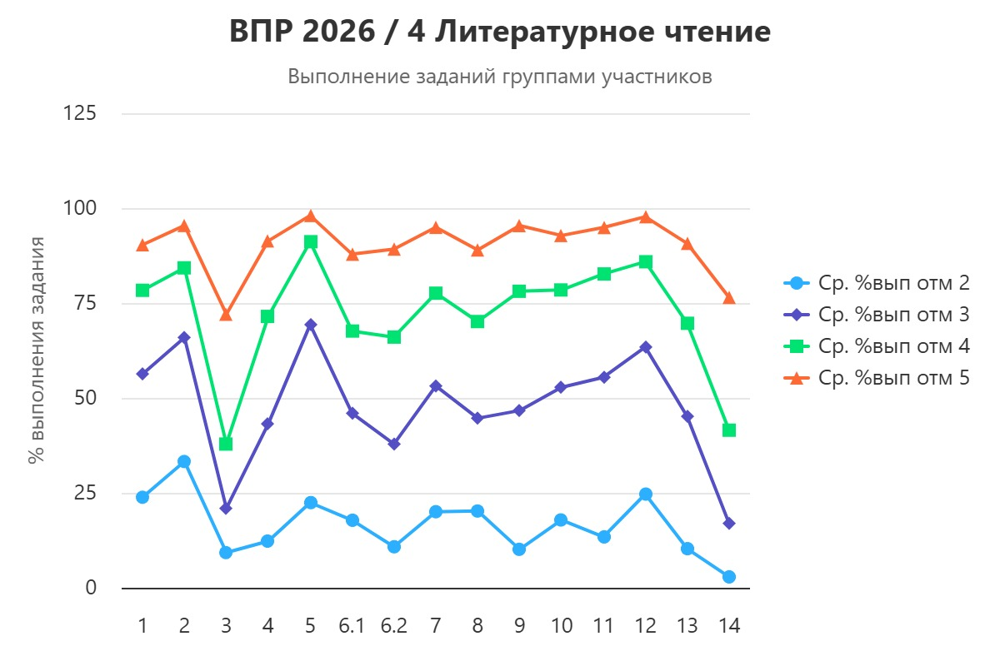 ВПР 2026 / 4 Литературное чтение
Выполнение заданий группами участников
% выполнения задания
125
100
75
50
25
0
1 2 3 4 5 6.1 6.2 7 8 9 10 11 12 13 14
Ср. %вып отм 2
Ср. %вып отм 3
Ср. %вып отм 4
Ср. %вып отм 5